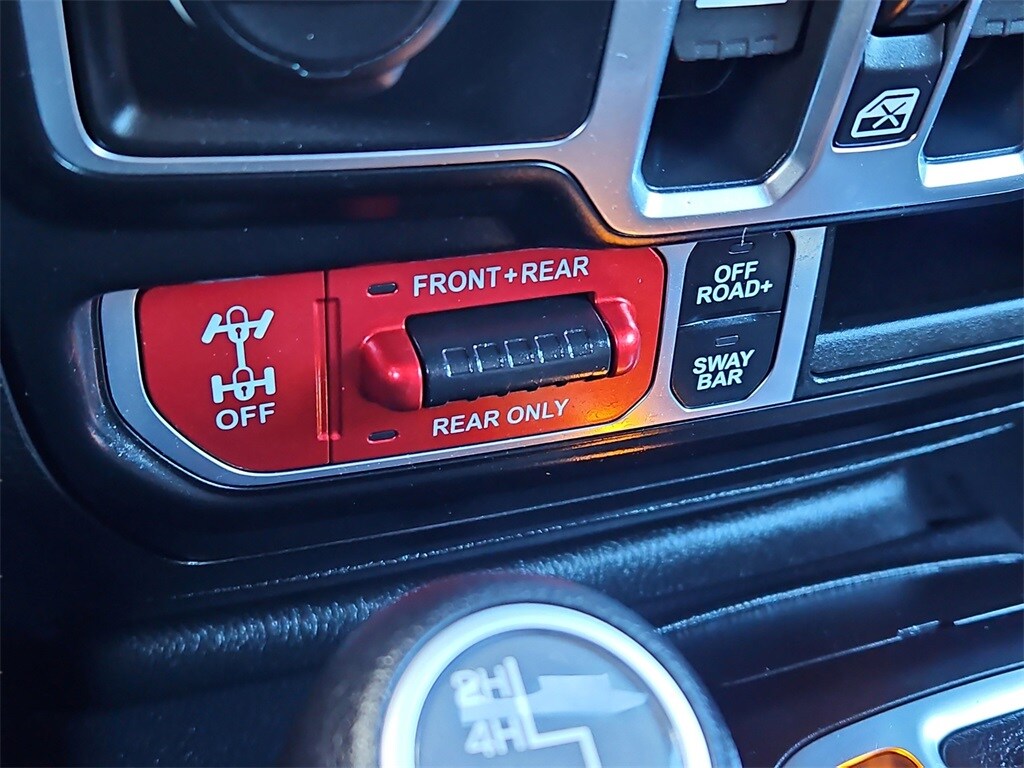 FRONT+REAR
OFF
REAR ONLY
OFF
ROAD+
SWAY
BAR
2H
4H